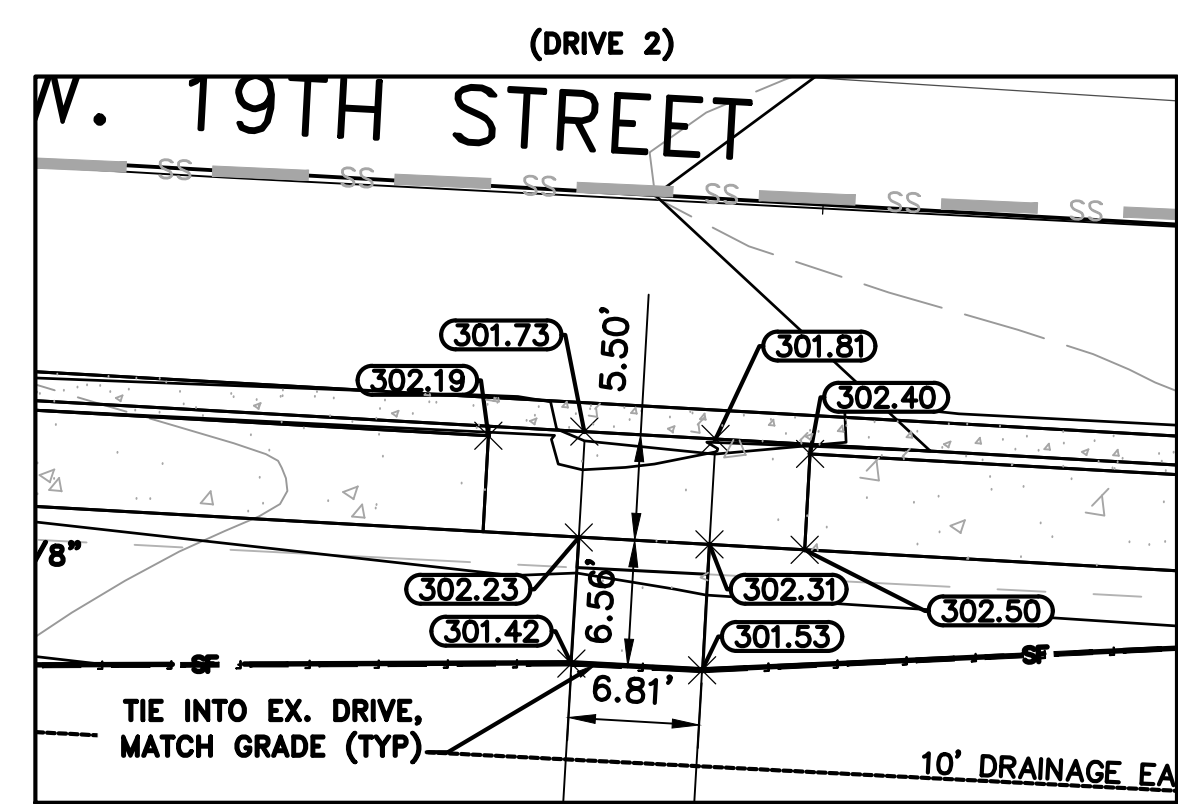 (DRIVE 2)
W. 19TH STREET
SS SS SS SS SS SS
5.50'
301.73
301.81
302.19
302.40
/8"
302.23
6.56'
302.31
302.50
301.42
301.53
SF SF
6.81'
TIE INTO EX. DRIVE,
MATCH GRADE (TYP)
10' DRAINAGE EA